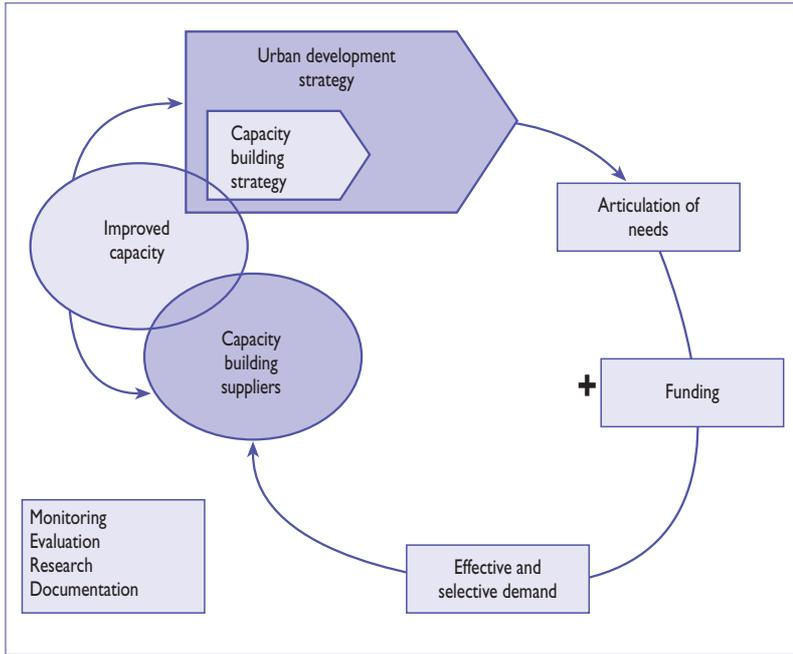 Urban development
strategy
Capacity
building
strategy
Improved
capacity
Articulation of
needs
Capacity
building
suppliers
+
Funding
Monitoring
Evaluation
Research
Documentation
Effective and
selective demand